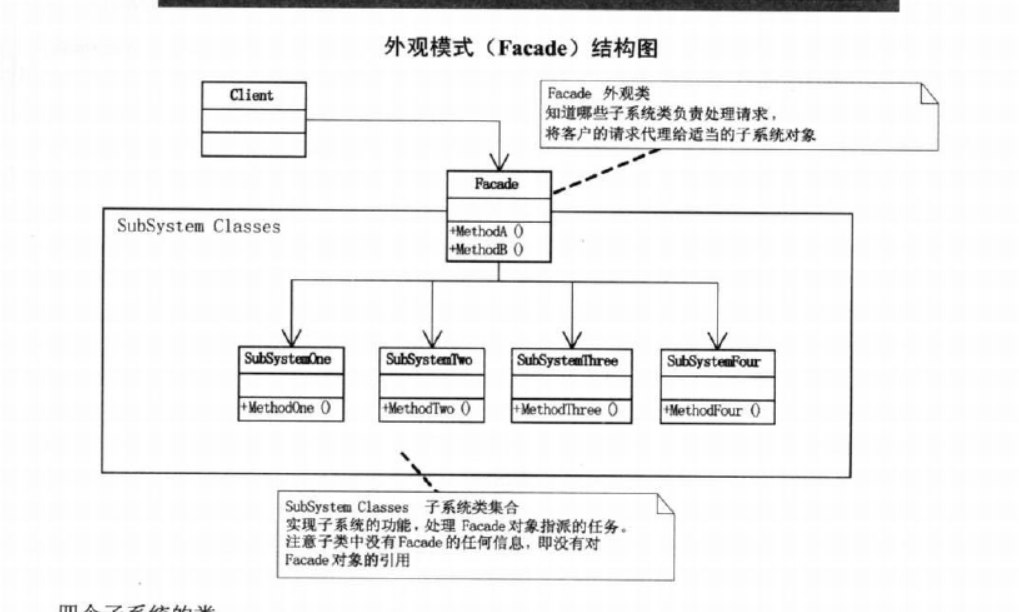 外观模式（Facade）结构图
Client
Facade 外观类
知道哪些子系统类负责处理请求，
将客户的请求代理给适当的子系统对象
Facade
+MethodA ()
+MethodB ()
SubSystem Classes
SubSystemOne
+MethodOne ()
SubSystemTwo
+MethodTwo ()
SubSystemThree
+MethodThree ()
SubSystemFour
+MethodFour ()
SubSystem Classes 子系统类集合
实现子系统的功能，处理 Facade 对象指派的任务。
注意子类中没有Facade的任何信息，即没有对
Facade对象的引用
四个子系统的类